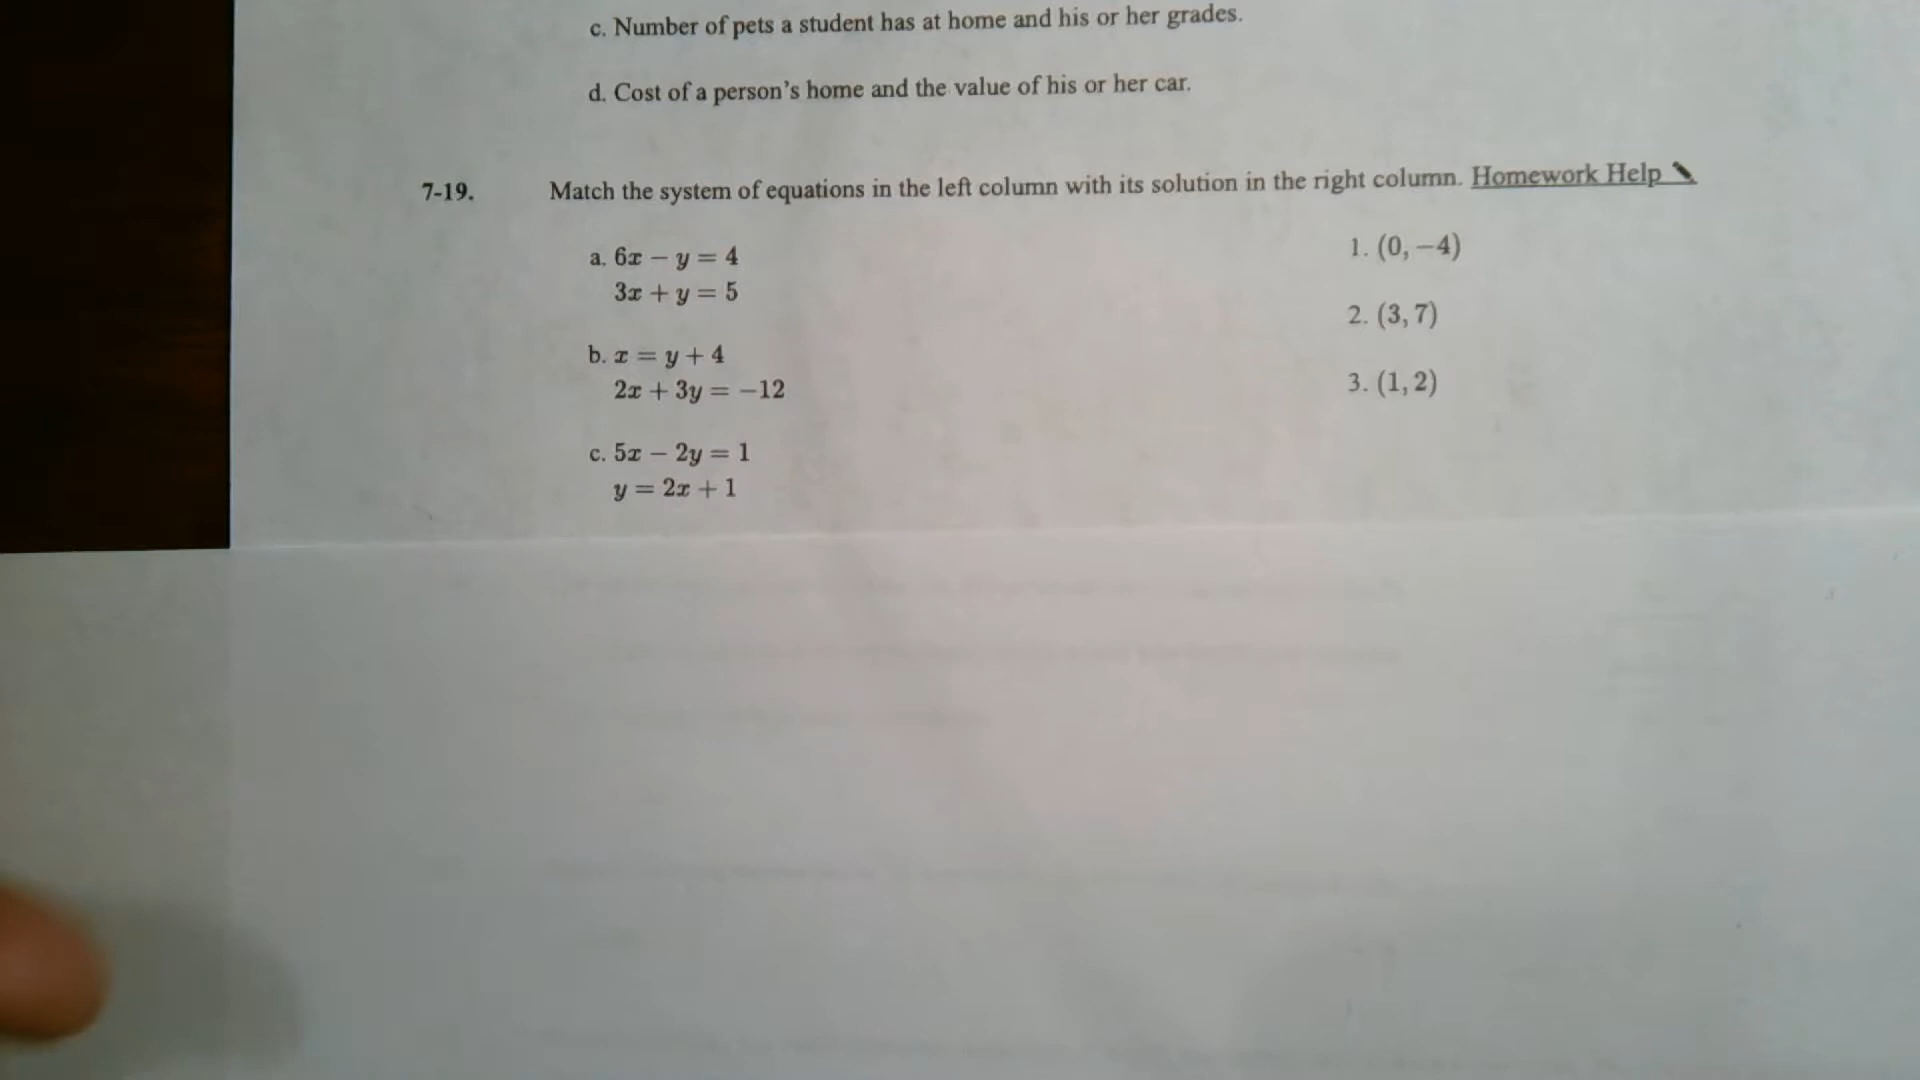 c. Number of pets a student has at home and his or her grades.
d. Cost of a person's home and the value of his or her car.
7-19. Match the system of equations in the left column with its solution in the right column. Homework Help
a. 6x − y = 4
3x + y = 5
b. x = y + 4
2x + 3y = −12
c. 5x − 2y = 1
y = 2x + 1
1. (0, −4)
2. (3, 7)
3. (1, 2)